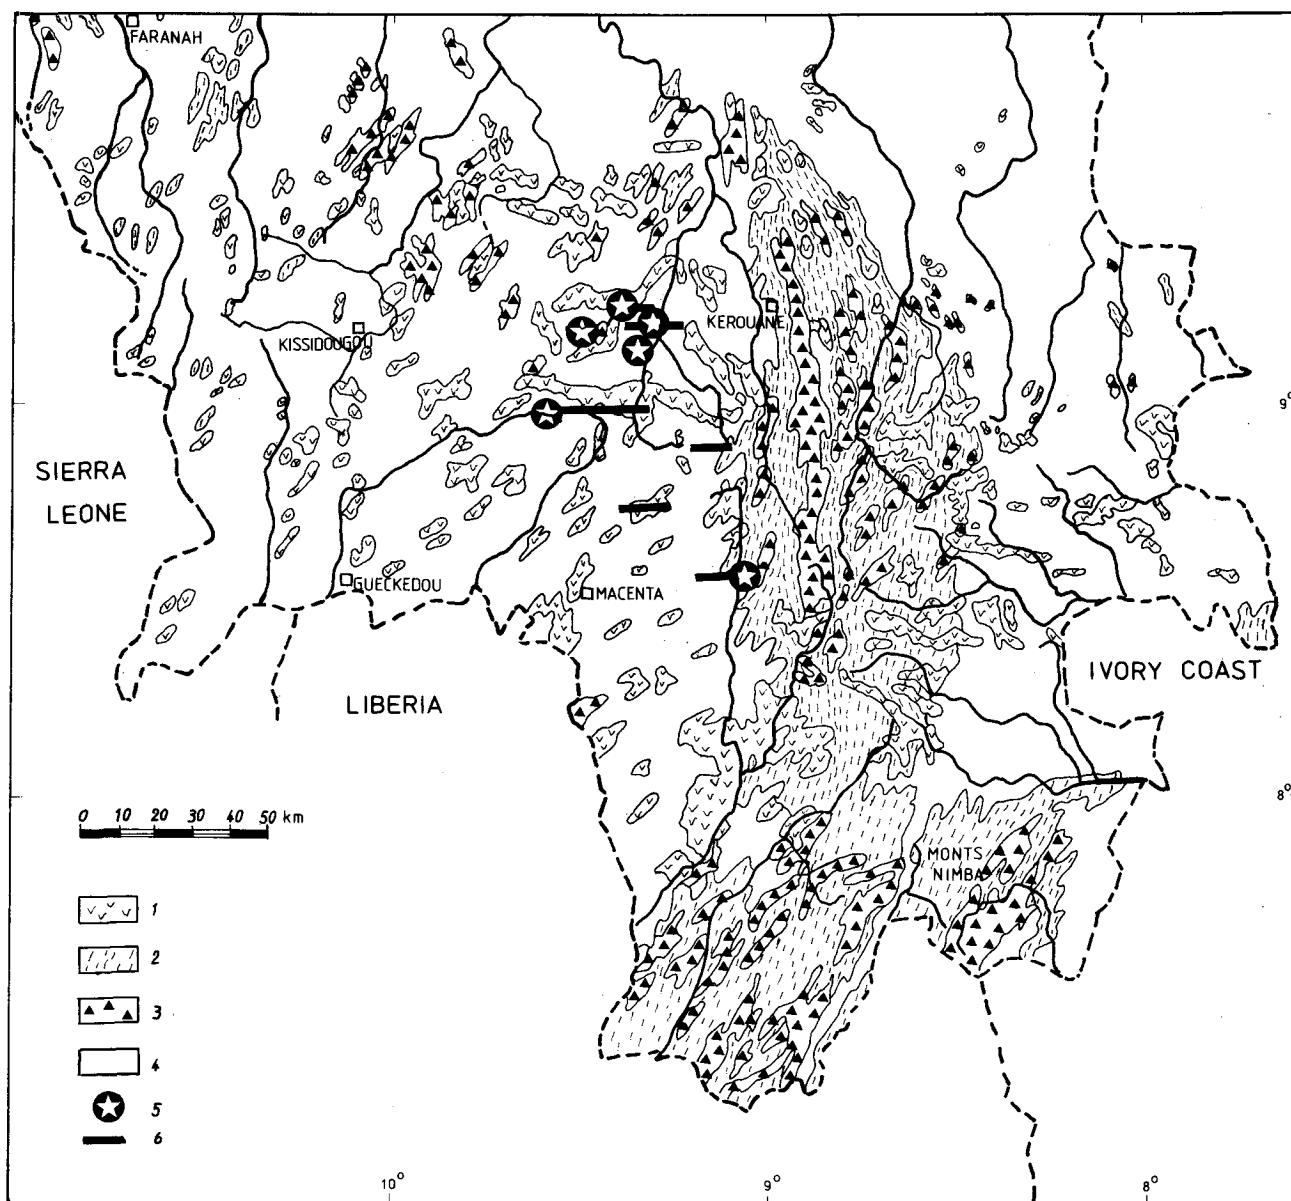 FARANAH
KEROUANE
KISSIDOUGOU
9°
SIERRA
LEONE
GUECKEDOU
MACENTA
IVORY COAST
LIBERIA
8°
0 10 20 30 40 50 km
MONTS
NIMBA
1
2
3
4
5
6
10°
9°
8°